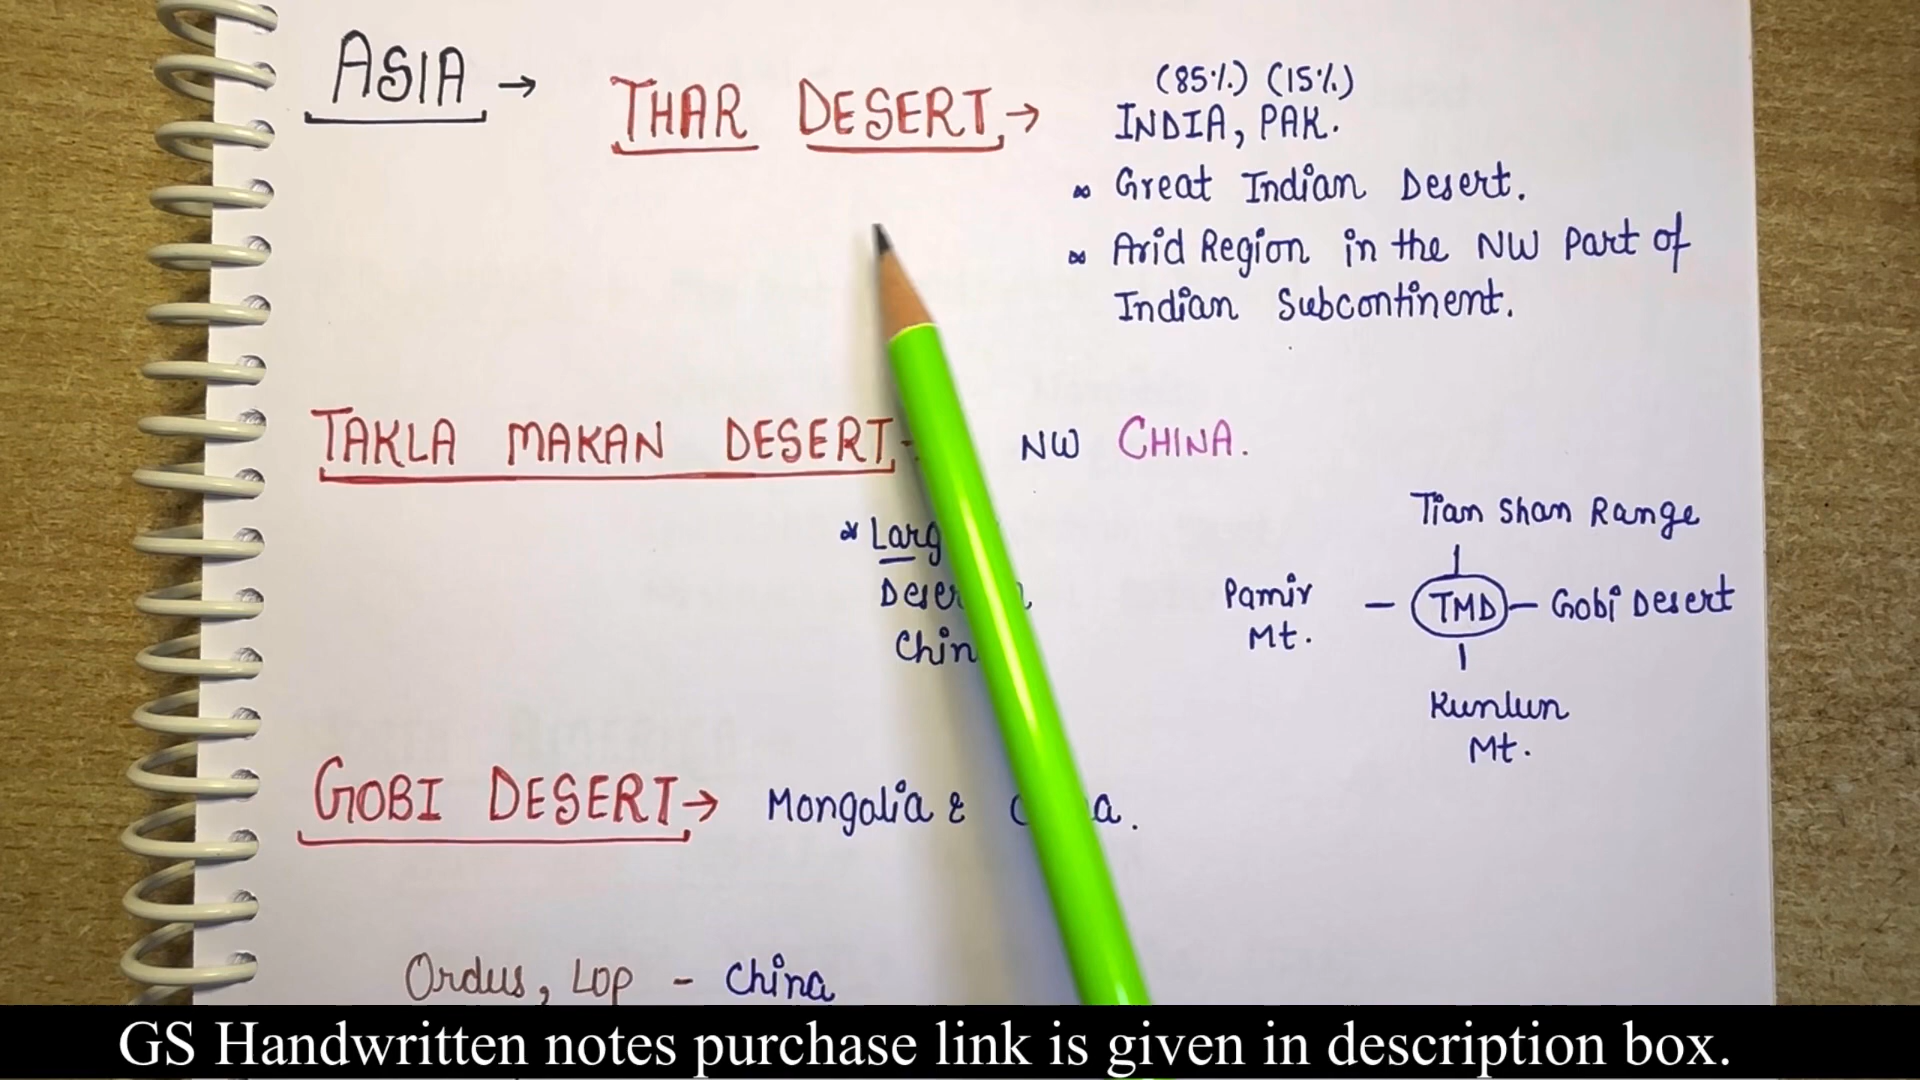 ASIA → THAR DESERT → (85%) (15%)
INDIA, PAK.
Great Indian Desert.
Arid Region in the NW Part of
Indian Subcontinent.
TAKLA MAKAN DESERT NW CHINA.
Tian Shan Range
Pamir Mt. — TMD — Gobi Desert
Kunlun
Mt.
GOBI DESERT → Mongolia &
Ordus, Lop - China
GS Handwritten notes purchase link is given in description box.